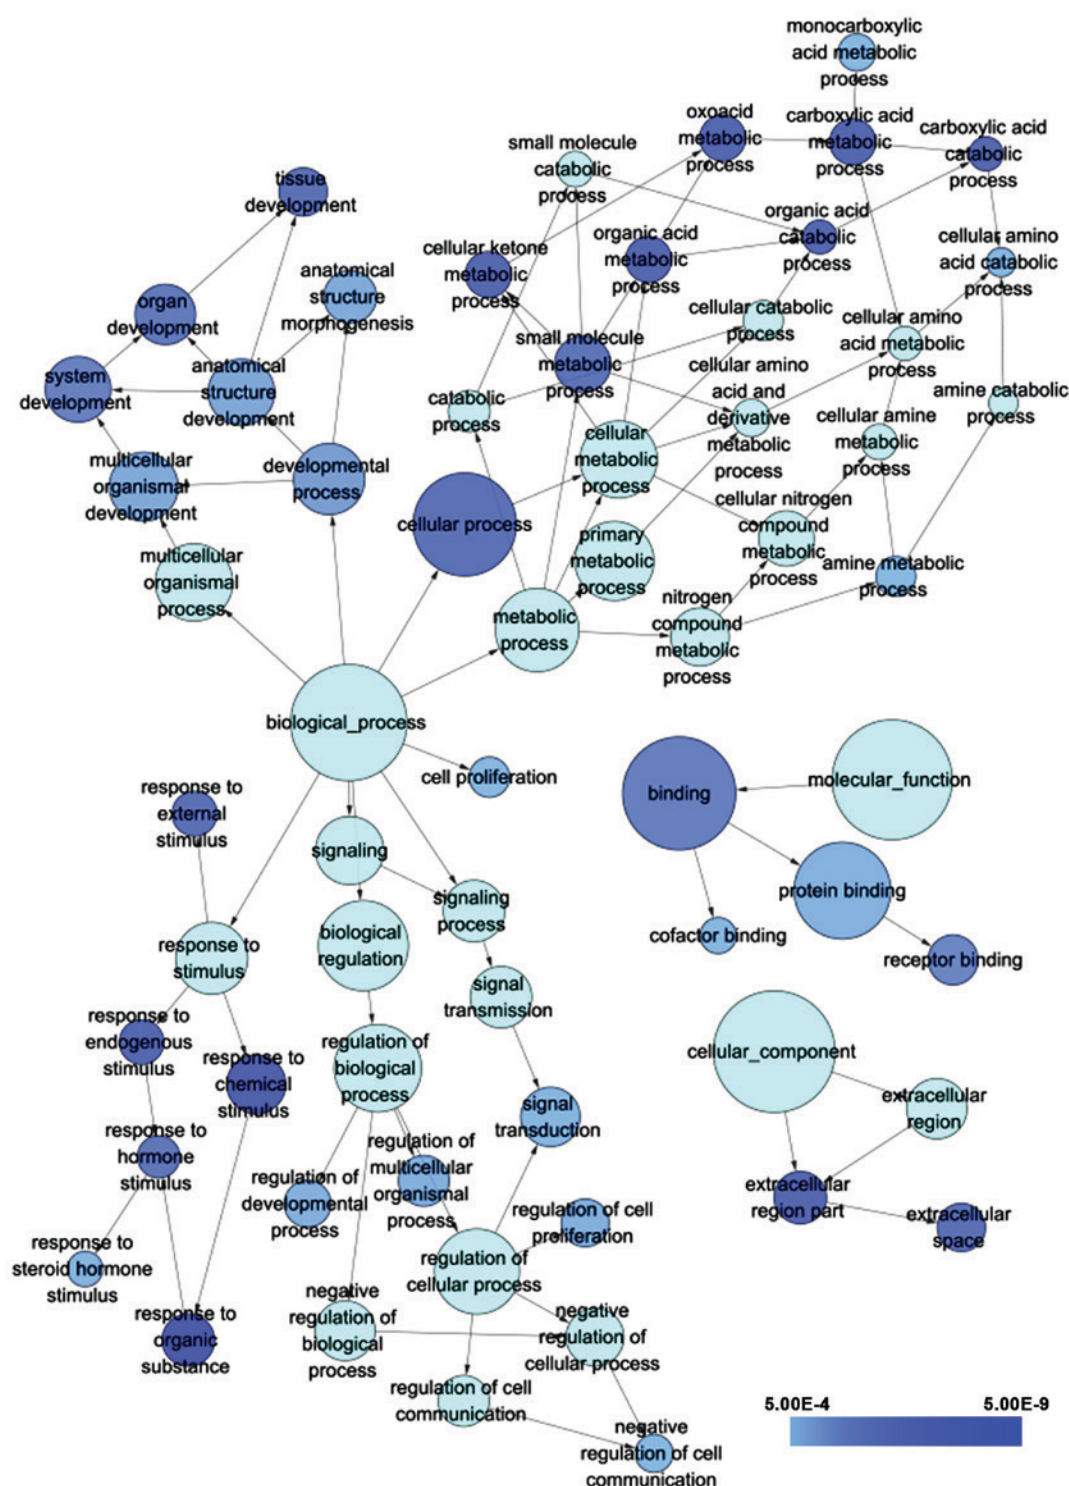 monocarboxylic
acid metabolic
process
oxoacid
metabolic
process
carboxylic acid
metabolic
process
carboxylic acid
catabolic
process
small molecule
catabolic
process
tissue
development
organic acid
catabolic
process
cellular ketone
metabolic
process
organic acid
metabolic
process
cellular amino
acid catabolic
process
anatomical
structure
morphogenesis
organ
development
cellular catabolic
process
small molecule
metabolic
process
cellular amino
acid metabolic
process
system
development
anatomical
structure
development
catabolic
process
cellular amino
acid and
derivative
metabolic
process
amine catabolic
process
cellular
metabolic
process
cellular amine
metabolic
process
multicellular
organismal
development
developmental
process
cellular process
cellular nitrogen
compound
metabolic
process
primary
metabolic
process
amine metabolic
process
multicellular
organismal
process
metabolic
process
nitrogen
compound
metabolic
process
biological_process
cell proliferation
response to
external
stimulus
signaling
signaling
process
biological
regulation
response to
stimulus
signal
transmission
response to
endogenous
stimulus
response to
chemical
stimulus
regulation of
biological
process
signal
transduction
response to
hormone
stimulus
regulation of
developmental
process
regulation of
multicellular
organismal
process
regulation of cell
proliferation
response to
steroid hormone
stimulus
regulation of
cellular process
response to
organic
substance
negative
regulation of
biological
process
negative
regulation of
cellular process
regulation of cell
communication
negative
regulation of cell
communication
binding
molecular_function
protein binding
cofactor binding
receptor binding
cellular_component
extracellular
region
extracellular
region part
extracellular
space
5.00E-4
5.00E-9